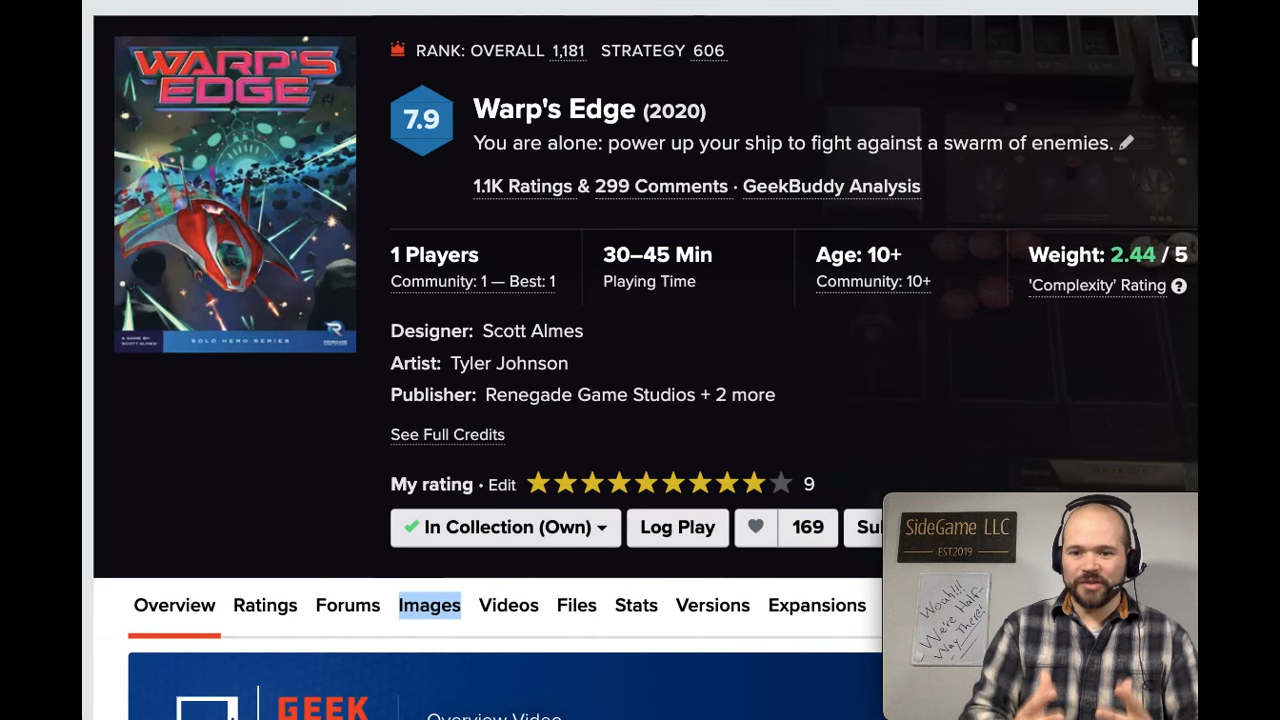 WARP'S
EDGE
A GAME BY
SCOTT ALMES
SOLO HERO SERIES
RENEGADE
RANK: OVERALL 1,181 STRATEGY 606
7.9
Warp's Edge (2020)
You are alone: power up your ship to fight against a swarm of enemies.
1.1K Ratings & 299 Comments · GeekBuddy Analysis
1 Players
Community: 1 — Best: 1
30–45 Min
Playing Time
Age: 10+
Community: 10+
Weight: 2.44 / 5
'Complexity' Rating ?
Designer: Scott Almes
Artist: Tyler Johnson
Publisher: Renegade Game Studios + 2 more
See Full Credits
My rating · Edit 9
In Collection (Own) Log Play 169 Su
Overview Ratings Forums Images Videos Files Stats Versions Expansions
GEEK
Overview Video
SideGame LLC
EST2019
Woah!!!
We're Half-
Way There!